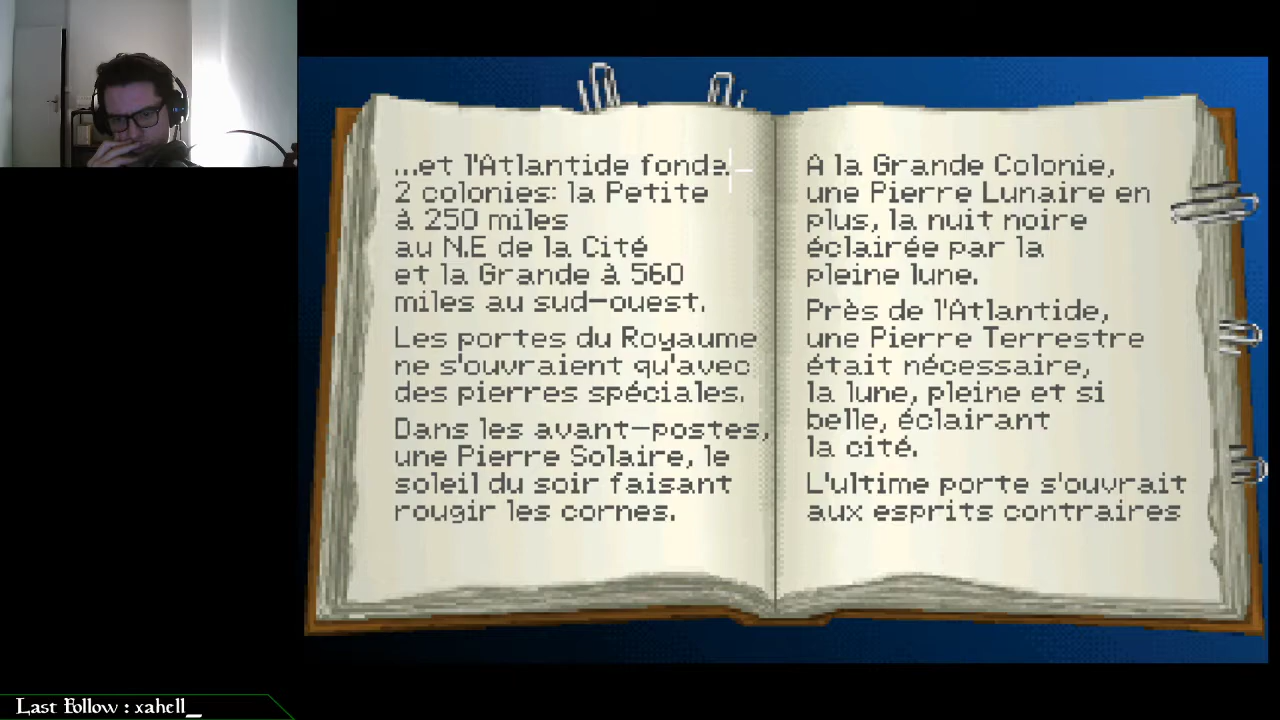 ...et l'Atlantide fonda
2 colonies: la Petite
à 250 miles
au N.E de la Cité
et la Grande à 560
miles au sud-ouest.
Les portes du Royaume
ne s'ouvraient qu'avec
des pierres spéciales.
Dans les avant-postes,
une Pierre Solaire, le
soleil du soir faisant
rougir les cornes.
A la Grande Colonie,
une Pierre Lunaire en
plus, la nuit noire
éclairée par la
pleine lune.
Près de l'Atlantide,
une Pierre Terrestre
était nécessaire,
la lune, pleine et si
belle, éclairant
la cité.
L'ultime porte s'ouvrait
aux esprits contraires
Last Follow : xahell_